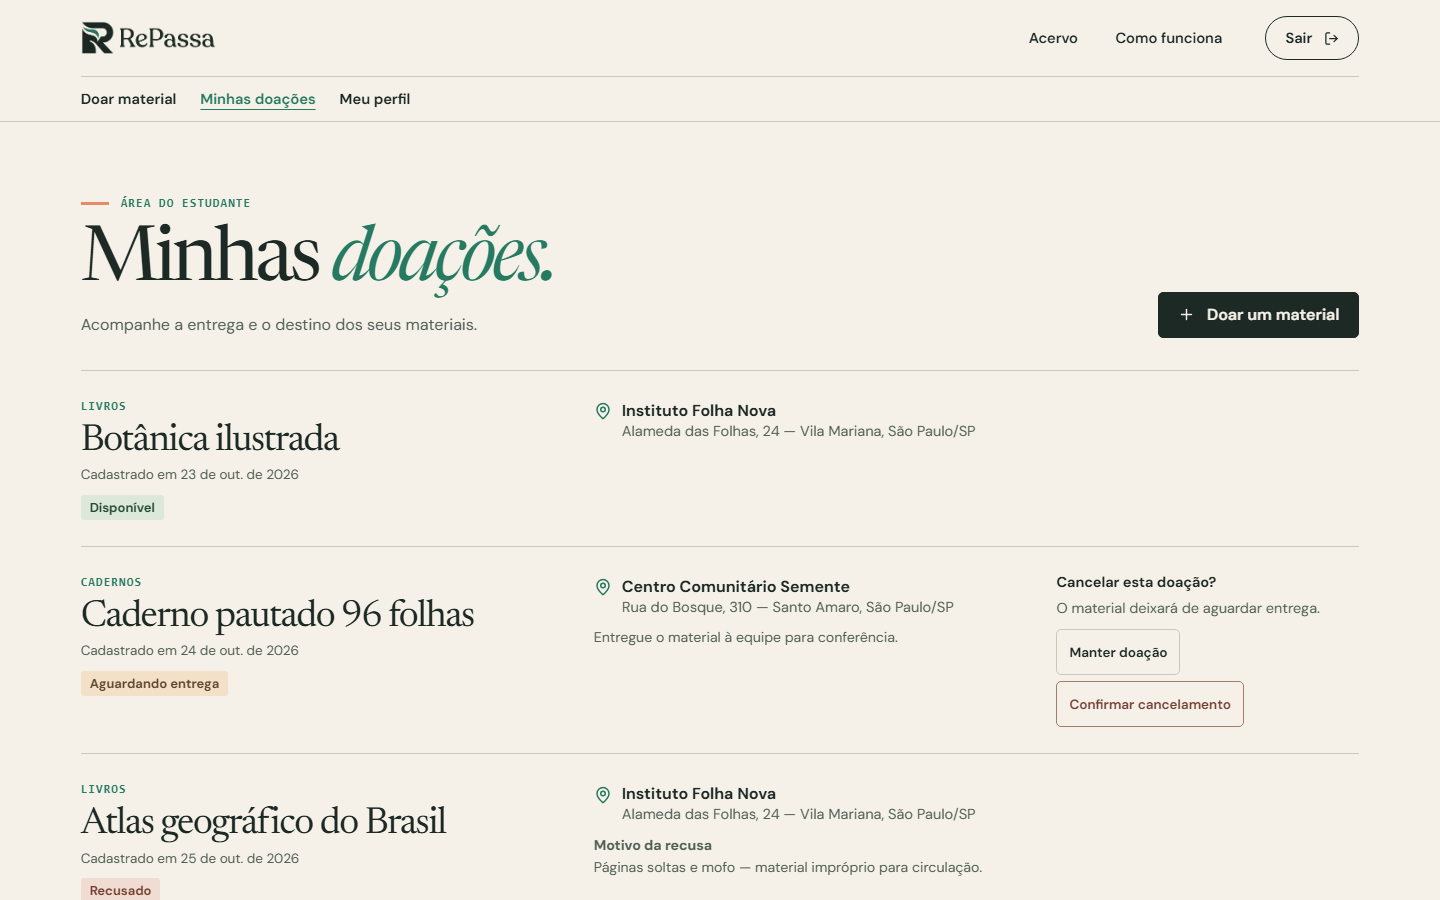 RePassa
Acervo
Como funciona
Sair
Doar material
Minhas doações
Meu perfil
ÁREA DO ESTUDANTE
Minhas doações.
Acompanhe a entrega e o destino dos seus materiais.
Doar um material
LIVROS
Botânica ilustrada
Cadastrado em 23 de out. de 2026
Disponível
Instituto Folha Nova
Alameda das Folhas, 24 — Vila Mariana, São Paulo/SP
CADERNOS
Caderno pautado 96 folhas
Cadastrado em 24 de out. de 2026
Aguardando entrega
Centro Comunitário Semente
Rua do Bosque, 310 — Santo Amaro, São Paulo/SP
Entregue o material à equipe para conferência.
Cancelar esta doação?
O material deixará de aguardar entrega.
Manter doação
Confirmar cancelamento
LIVROS
Atlas geográfico do Brasil
Cadastrado em 25 de out. de 2026
Recusado
Instituto Folha Nova
Alameda das Folhas, 24 — Vila Mariana, São Paulo/SP
Motivo da recusa
Páginas soltas e mofo — material impróprio para circulação.